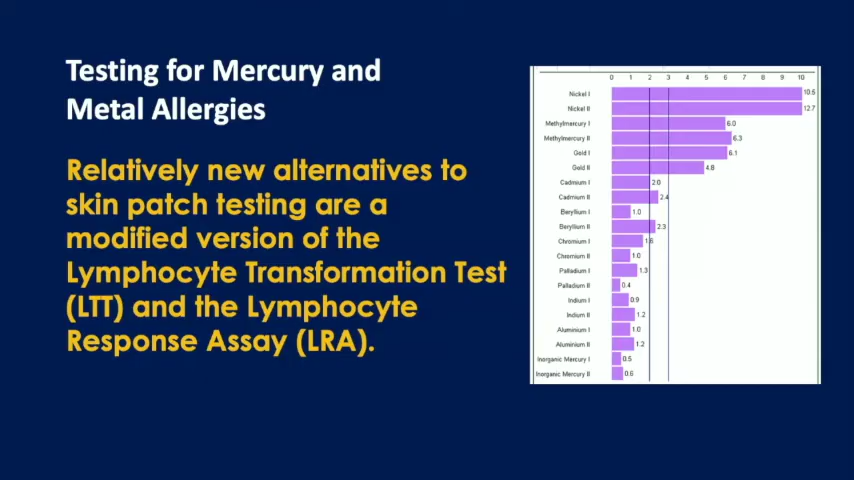 Testing for Mercury and
Metal Allergies
Relatively new alternatives to
skin patch testing are a
modified version of the
Lymphocyte Transformation Test
(LTT) and the Lymphocyte
Response Assay (LRA).
0 1 2 3 4 5 6 7 8 9 10
Nickel I 10.5
Nickel II 12.7
Methylmercury I 6.0
Methylmercury II 6.3
Gold I 6.1
Gold II 4.8
Cadmium I 2.0
Cadmium II 2.4
Beryllium I 1.0
Beryllium II 2.3
Chromium I 1.6
Chromium II 1.0
Palladium I 1.3
Palladium II 0.4
Indium I 0.9
Indium II 1.2
Aluminium I 1.0
Aluminium II 1.2
Inorganic Mercury I 0.5
Inorganic Mercury II 0.6